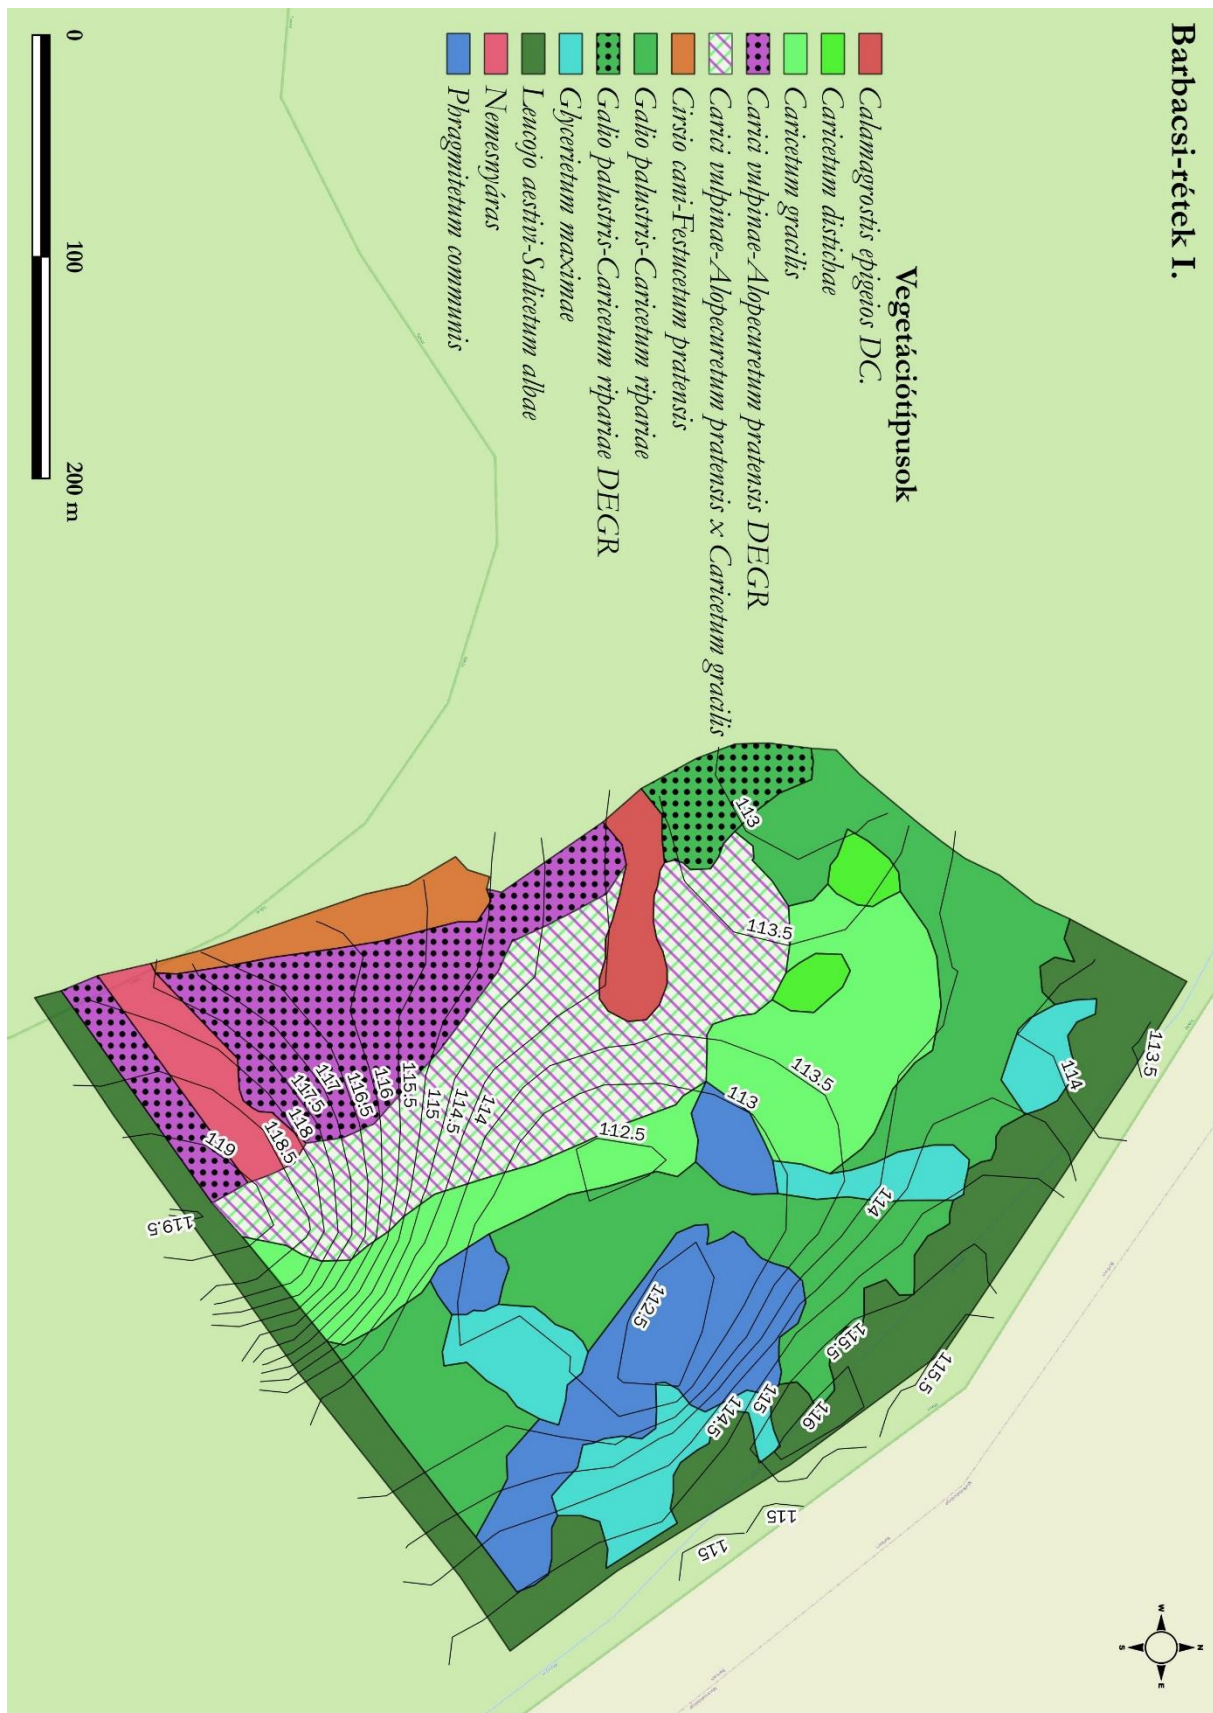 Barbacsi-rétek I.
Vegetációtípusok
Calamagrostis epigeios DC.
Caricetum distichae
Caricetum gracilis
Carici vulpinae-Alopecuretum pratensis DEGR
Carici vulpinae-Alopecuretum pratensis x Caricetum gracilis
Cirsio cani-Festucetum pratensis
Galio palustris-Caricetum ripariae
Galio palustris-Caricetum ripariae DEGR
Glycerietum maximae
Leucojo aestivi-Salicetum albae
Nemesnyáras
Phragmitetum communis
0 100 200 m
113.5
114
113
113.5
113.5
113
112.5
114
112.5
115.5
115.5
116
115
114.5
115
115
114
114.5
115
115.5
116
116.5
117
117.5
118
118.5
119
119.5
N
W
E
S